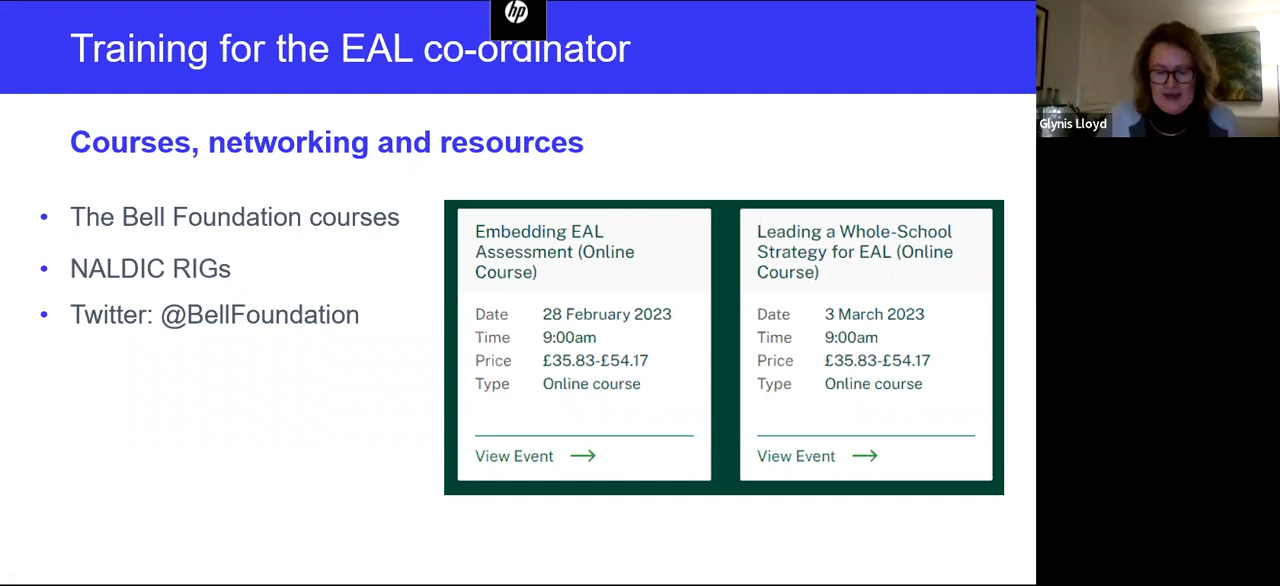 hp
Training for the EAL co-ordinator
Glynis Lloyd
Courses, networking and resources
• The Bell Foundation courses
• NALDIC RIGs
• Twitter: @BellFoundation
Embedding EAL
Assessment (Online
Course)
Date 28 February 2023
Time 9:00am
Price £35.83-£54.17
Type Online course
View Event →
Leading a Whole-School
Strategy for EAL (Online
Course)
Date 3 March 2023
Time 9:00am
Price £35.83-£54.17
Type Online course
View Event →